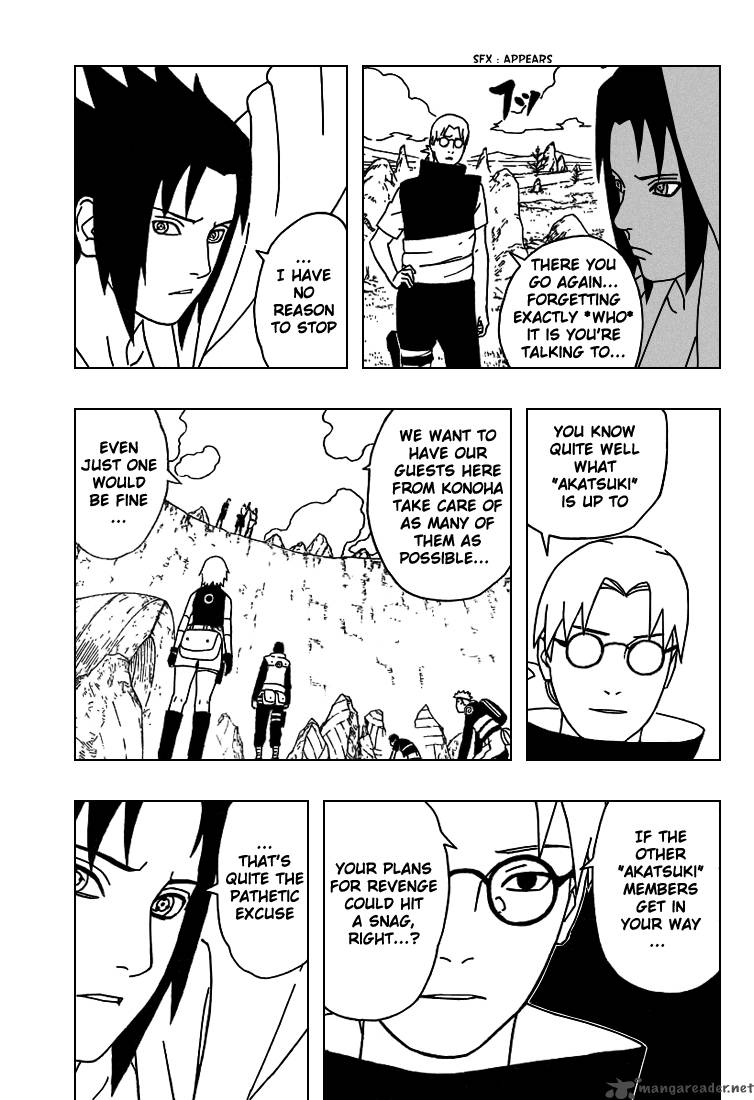 SFX : APPEARS
THERE YOU
GO AGAIN...
FORGETTING
EXACTLY *WHO*
IT IS YOU'RE
TALKING TO...
...
I HAVE
NO
REASON
TO STOP
YOU KNOW
QUITE WELL
WHAT
"AKATSUKI"
IS UP TO
WE WANT TO
HAVE OUR
GUESTS HERE
FROM KONOHA
TAKE CARE OF
AS MANY OF
THEM AS
POSSIBLE...
EVEN
JUST ONE
WOULD
BE FINE
...
IF THE
OTHER
"AKATSUKI"
MEMBERS
GET IN
YOUR WAY
...
YOUR PLANS
FOR REVENGE
COULD HIT
A SNAG,
RIGHT...?
...
THAT'S
QUITE THE
PATHETIC
EXCUSE
mangareader.net